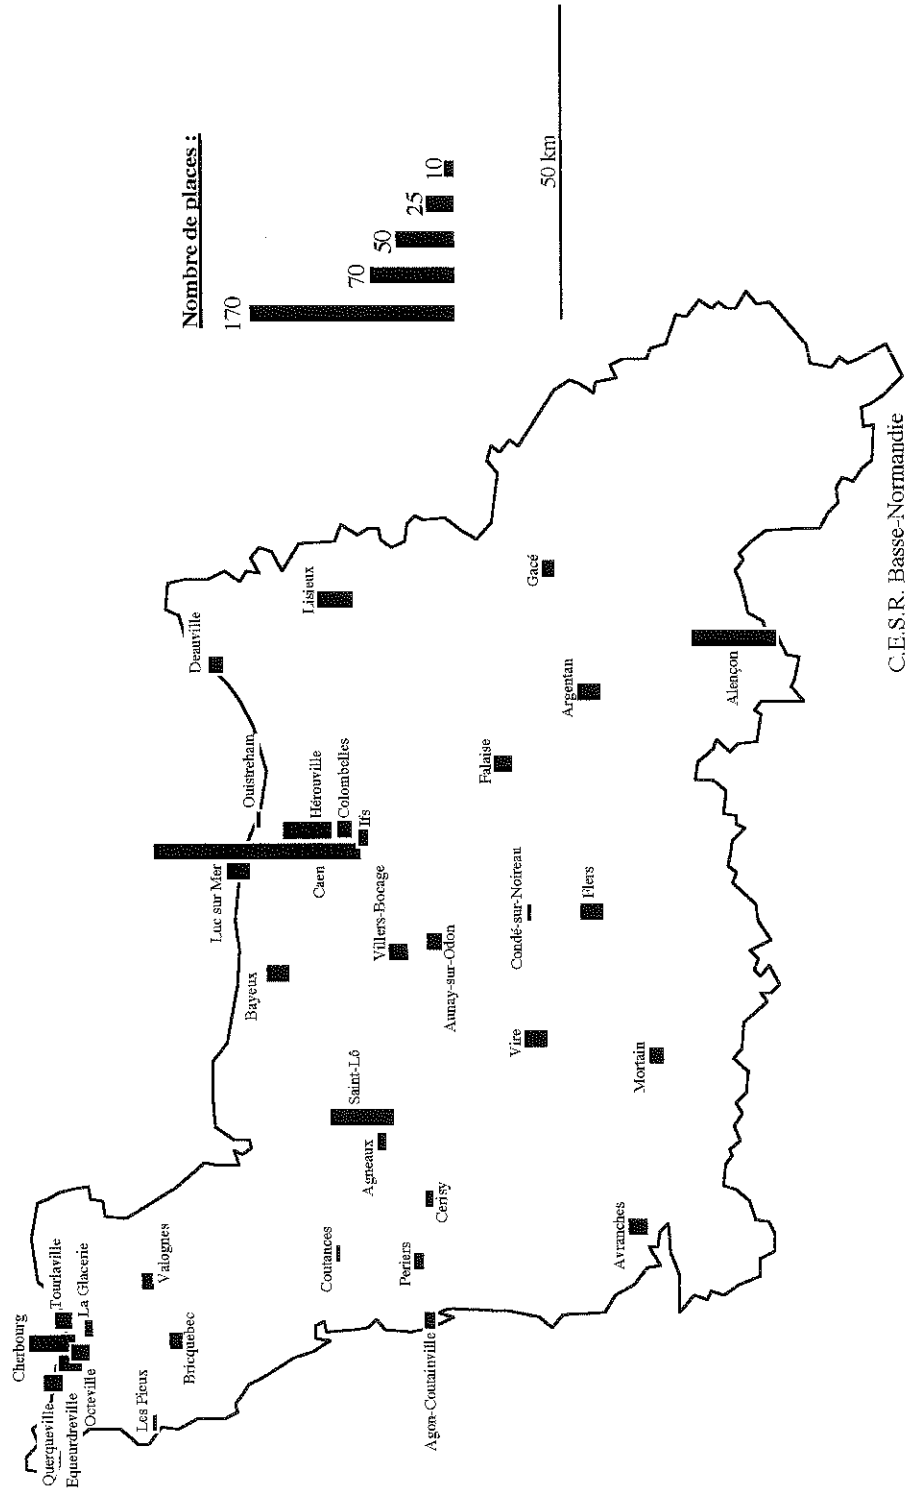 Nombre de places :
170
70
50
25
10
50 km
Cherbourg
Tourlaville
La Glacerie
Querqueville
Equeurdreville
Octeville
Valognes
Les Pieux
Bricquebec
Coutances
Periers
Agon-Coutainville
Cerisy
Agneaux
Saint-Lô
Bayeux
Luc sur Mer
Ouistreham
Caen
Hérouville
Colombelles
Ifs
Deauville
Lisieux
Villers-Bocage
Aunay-sur-Odon
Condé-sur-Noireau
Vire
Falaise
Flers
Argentan
Gacé
Mortain
Avranches
Alençon
C.E.S.R. Basse-Normandie